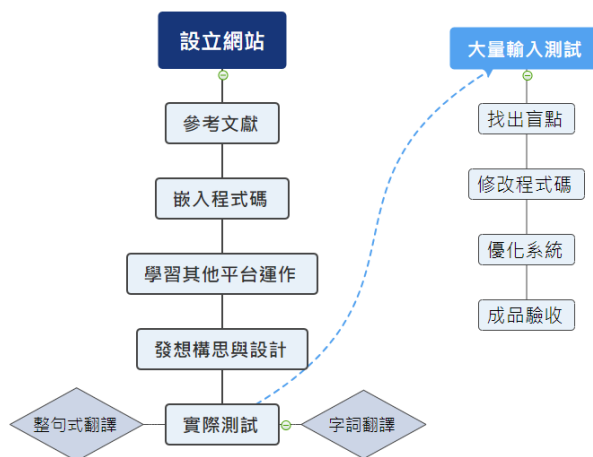 設立網站
參考文獻
嵌入程式碼
學習其他平台運作
發想構思與設計
整句式翻譯
實際測試
字詞翻譯
大量輸入測試
找出盲點
修改程式碼
優化系統
成品驗收